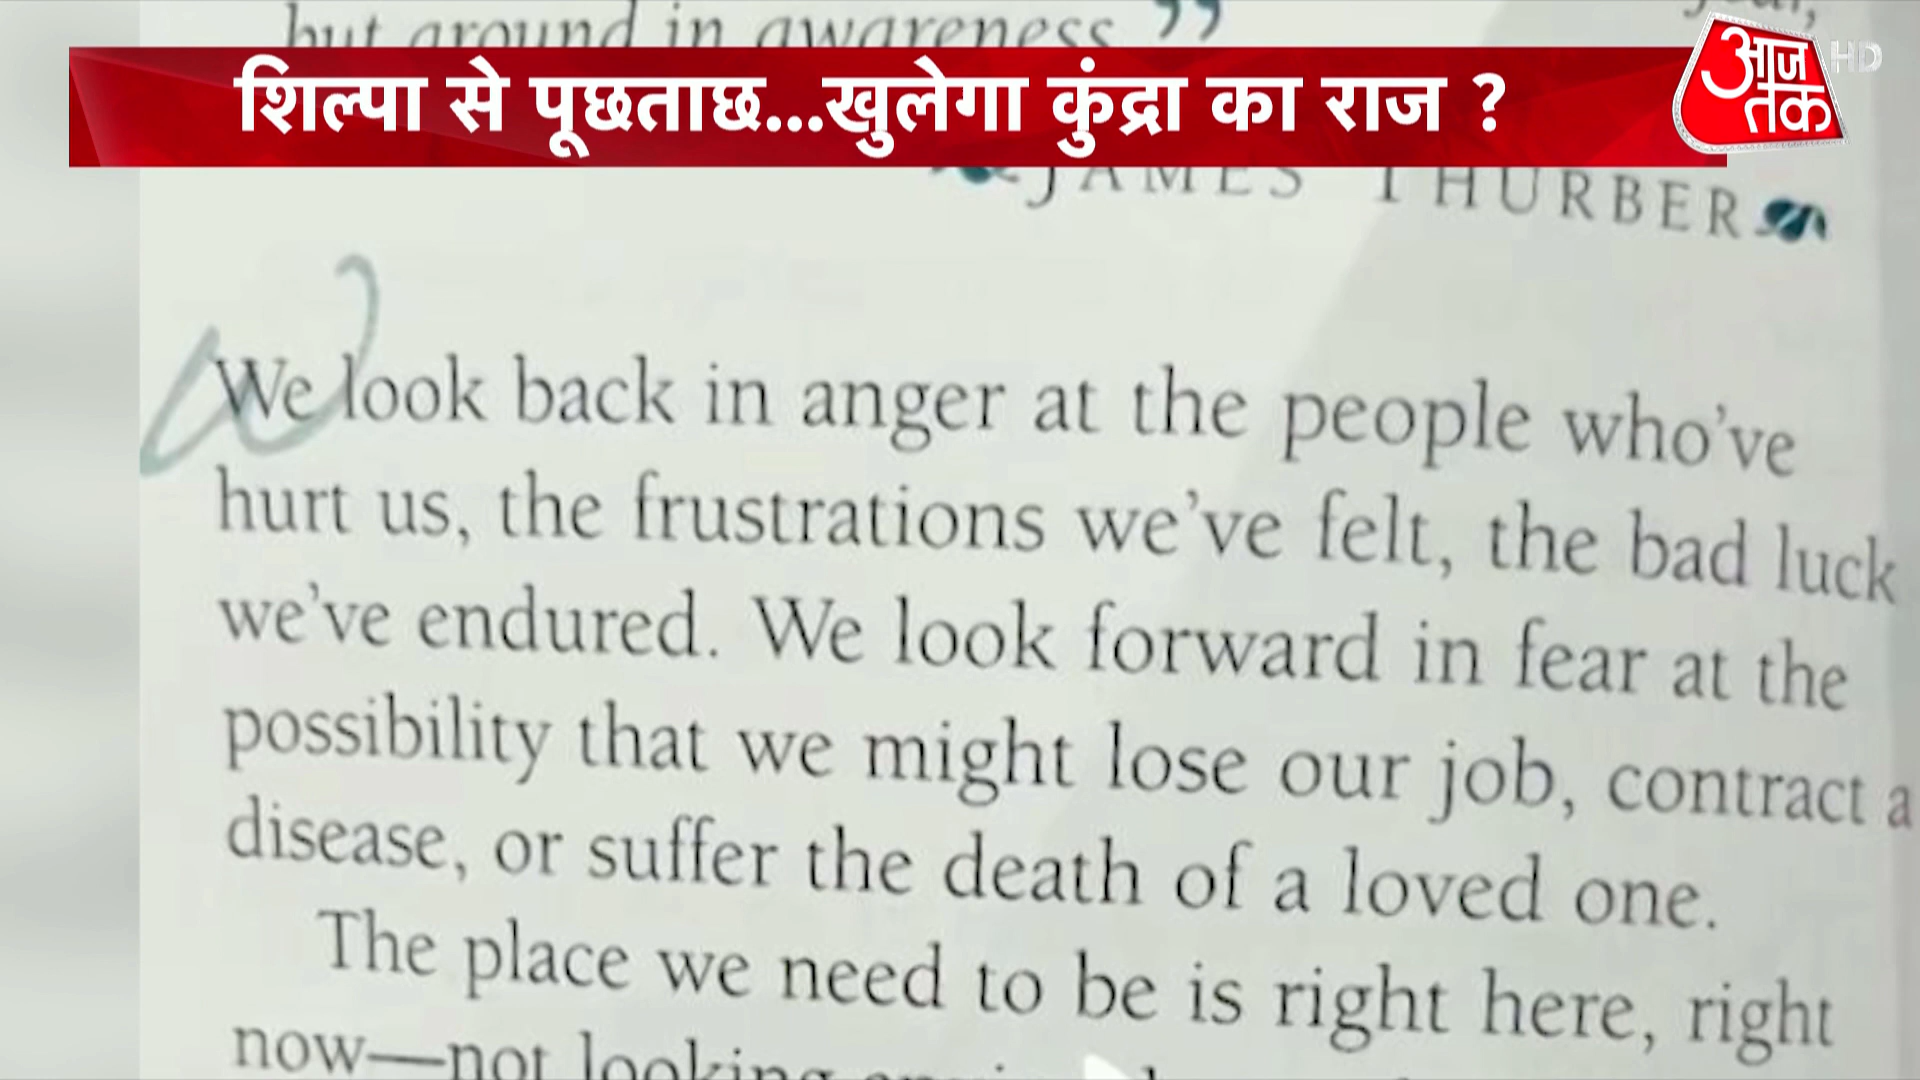 but around in awareness."
शिल्पा से पूछताछ...खुलेगा कुंद्रा का राज ?
आज तक HD
JAMES THURBER
We look back in anger at the people who've
hurt us, the frustrations we've felt, the bad luck
we've endured. We look forward in fear at the
possibility that we might lose our job, contract a
disease, or suffer the death of a loved one.
The place we need to be is right here, right
now—not looking